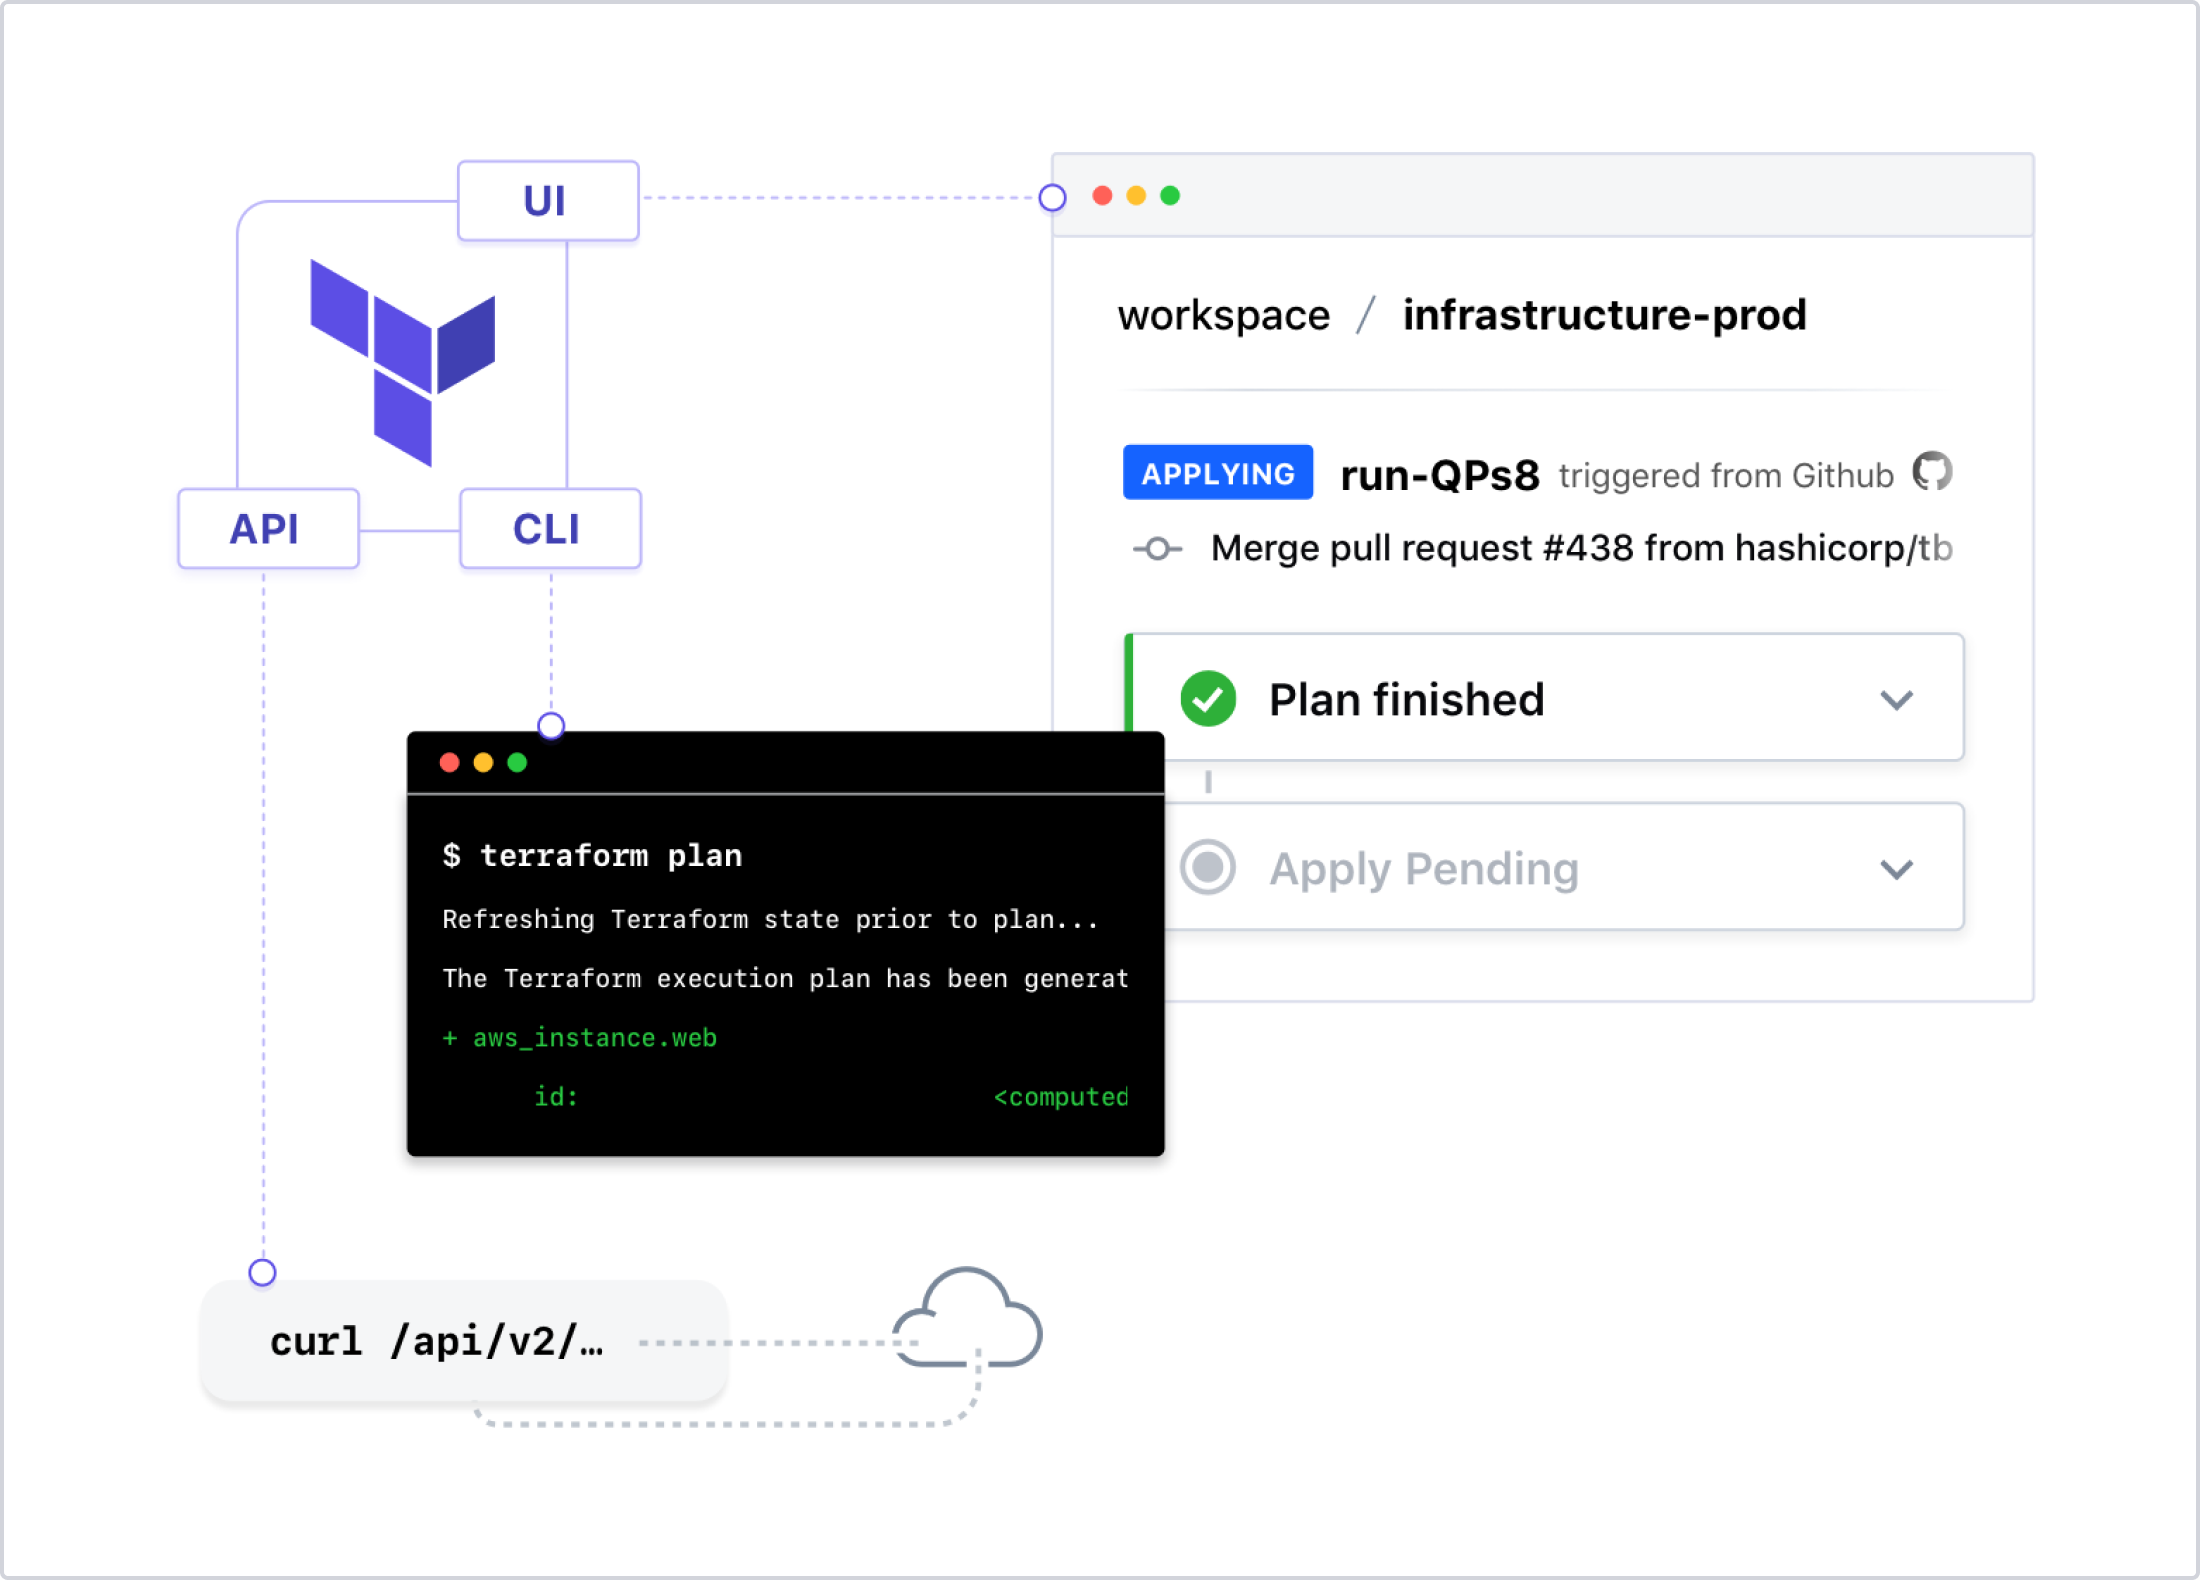 UI
API
CLI
workspace / infrastructure-prod
APPLYING run-QPs8 triggered from Github
Merge pull request #438 from hashicorp/tb
Plan finished
Apply Pending
$ terraform plan
Refreshing Terraform state prior to plan...
The Terraform execution plan has been generat
+ aws_instance.web
id: <computed
curl /api/v2/…